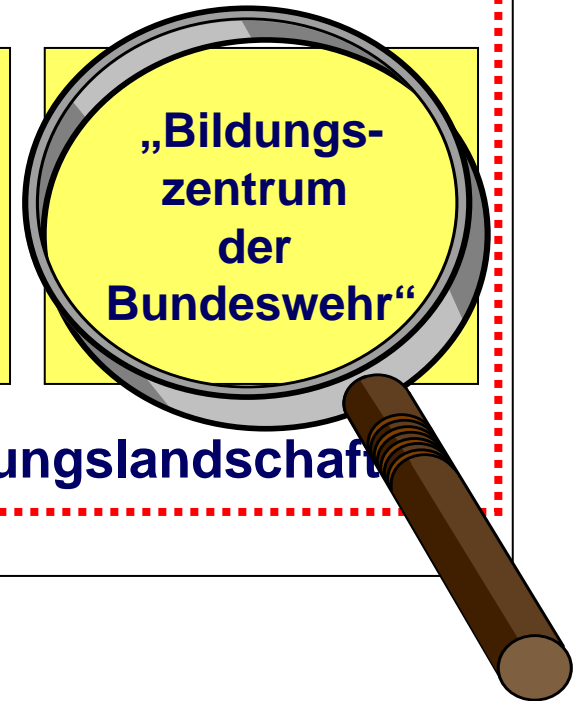 „Bildungs-
zentrum
der
Bundeswehr“
ungslandschaft